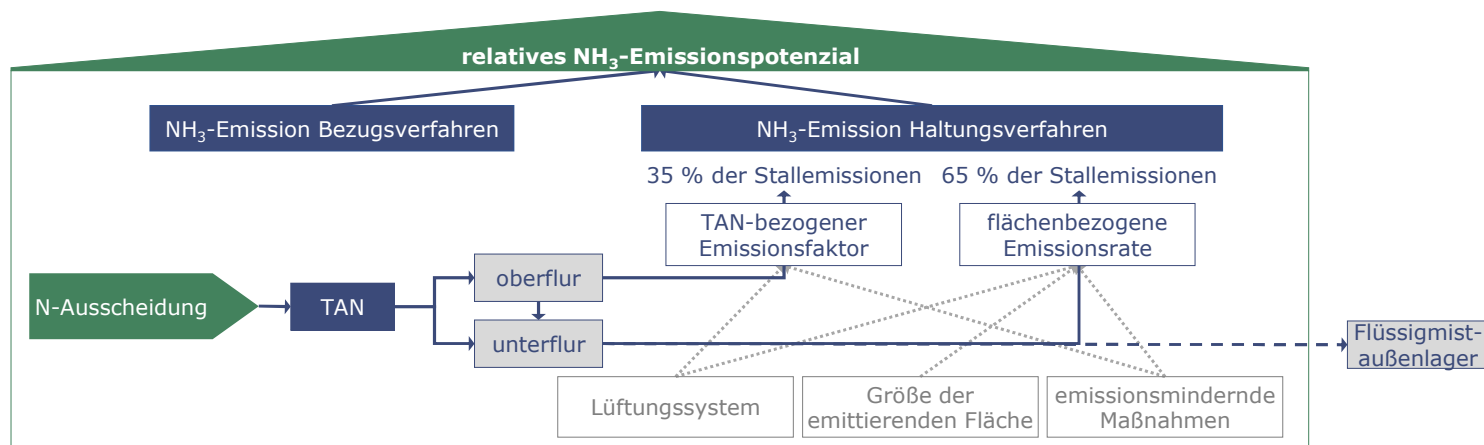 relatives NH₃-Emissionspotenzial
NH₃-Emission Bezugsverfahren
NH₃-Emission Haltungsverfahren
35 % der Stallemissionen
65 % der Stallemissionen
TAN-bezogener
Emissionsfaktor
flächenbezogene
Emissionsrate
N-Ausscheidung
TAN
oberflur
unterflur
Flüssigmist-
außenlager
Lüftungssystem
Größe der
emittierenden Fläche
emissionsmindernde
Maßnahmen